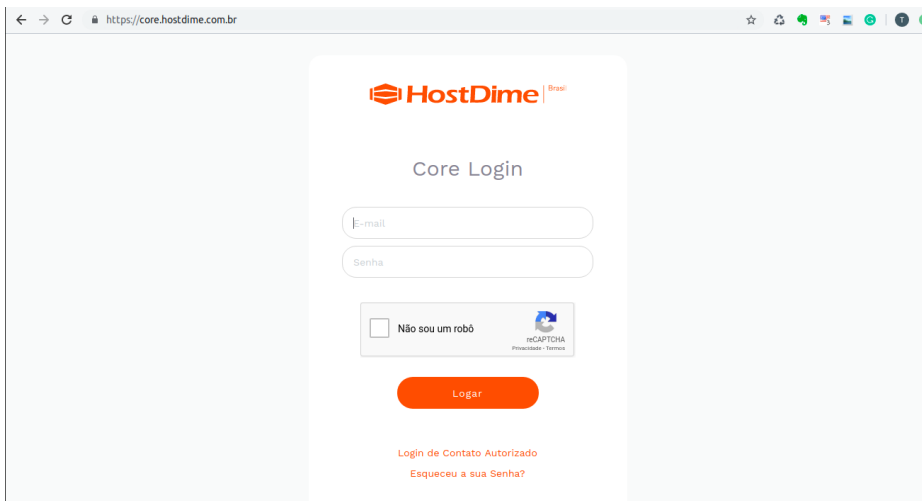 https://core.hostdime.com.br
HostDime Brasil
Core Login
E-mail
Senha
Não sou um robô
reCAPTCHA
Privacidade - Termos
Logar
Login de Contato Autorizado
Esqueceu a sua Senha?